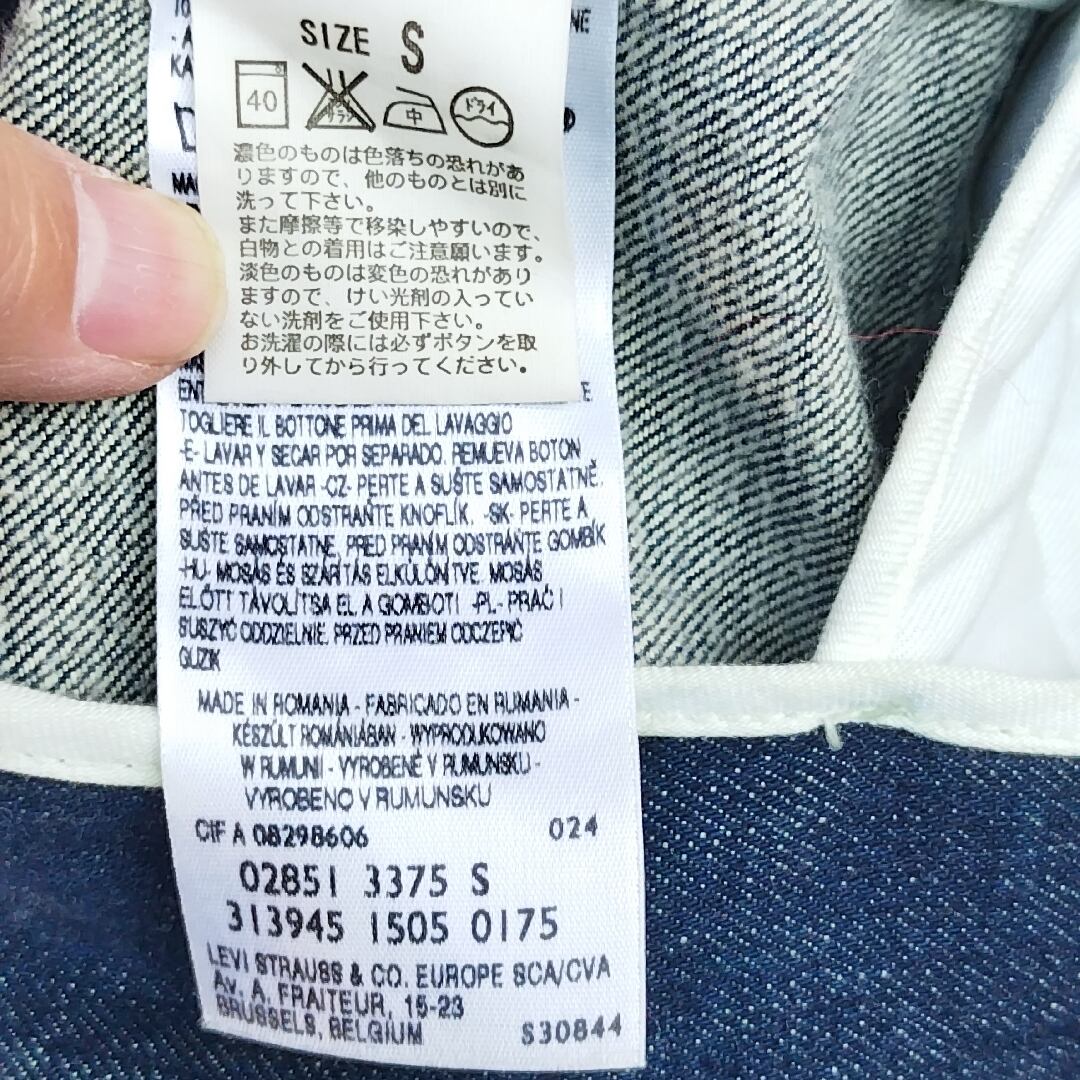 SIZE S
40 中 ドライ
濃色のものは色落ちの恐れがあ
りますので、他のものとは別に
洗って下さい。
また摩擦等で移染しやすいので、
白物との着用はご注意願います。
淡色のものは変色の恐れがあり
ますので、けい光剤の入ってい
ない洗剤をご使用下さい。
お洗濯の際には必ずボタンを取
り外してから行ってください。
TOGLIERE IL BOTTONE PRIMA DEL LAVAGGIO
-E- LAVAR Y SECAR POR SEPARADO. REMUEVA BOTON
ANTES DE LAVAR -CZ- PERTE A SUŠTE SAMOSTATNĚ.
PŘED PRANÍM ODSTRAŇTE KNOFLÍK. -SK- PERTE A
SUŠTE SAMOSTATNE, PRED PRANÍM ODSTRÁŇTE GOMBÍK
-HU- MOSÁS ÉS SZÁRÍTÁS ELKÜLÖNÍTVE. MOSÁS
ELŐTT TÁVOLÍTSA EL A GOMBOT! -PL- PRAĆ I
SUSZYĆ ODDZIELNIE. PRZED PRANIEM ODCZEPIĆ
GUZIK
MADE IN ROMANIA - FABRICADO EN RUMANIA -
KÉSZÜLT ROMÁNIÁBAN - WYPRODUKOWANO
W RUMUNII - VYROBENÉ V RUMUNSKU -
VYROBENO V RUMUNSKU
CIF A 08298606 024
02851 3375 S
313945 1505 0175
LEVI STRAUSS & CO. EUROPE SCA/CVA
Av. A. FRAITEUR, 15-23
BRUSSELS, BELGIUM S30844